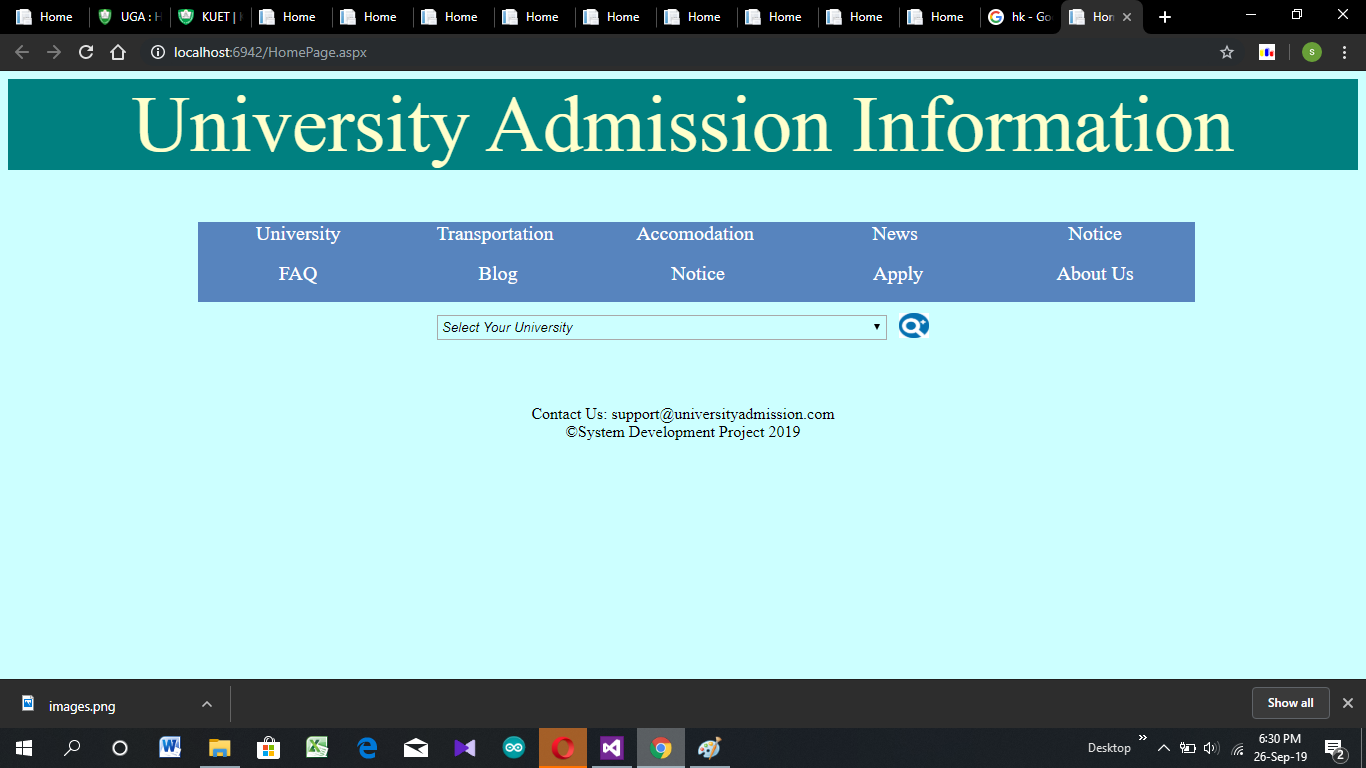 Home UGA : H KUET | Home Home Home Home Home Home Home Home Home hk - Go Hon
localhost:6942/HomePage.aspx s
University Admission Information
University Transportation Accomodation News Notice
FAQ Blog Notice Apply About Us
Select Your University
Contact Us: support@universityadmission.com
©System Development Project 2019
images.png Show all
Desktop 6:30 PM
26-Sep-19 2